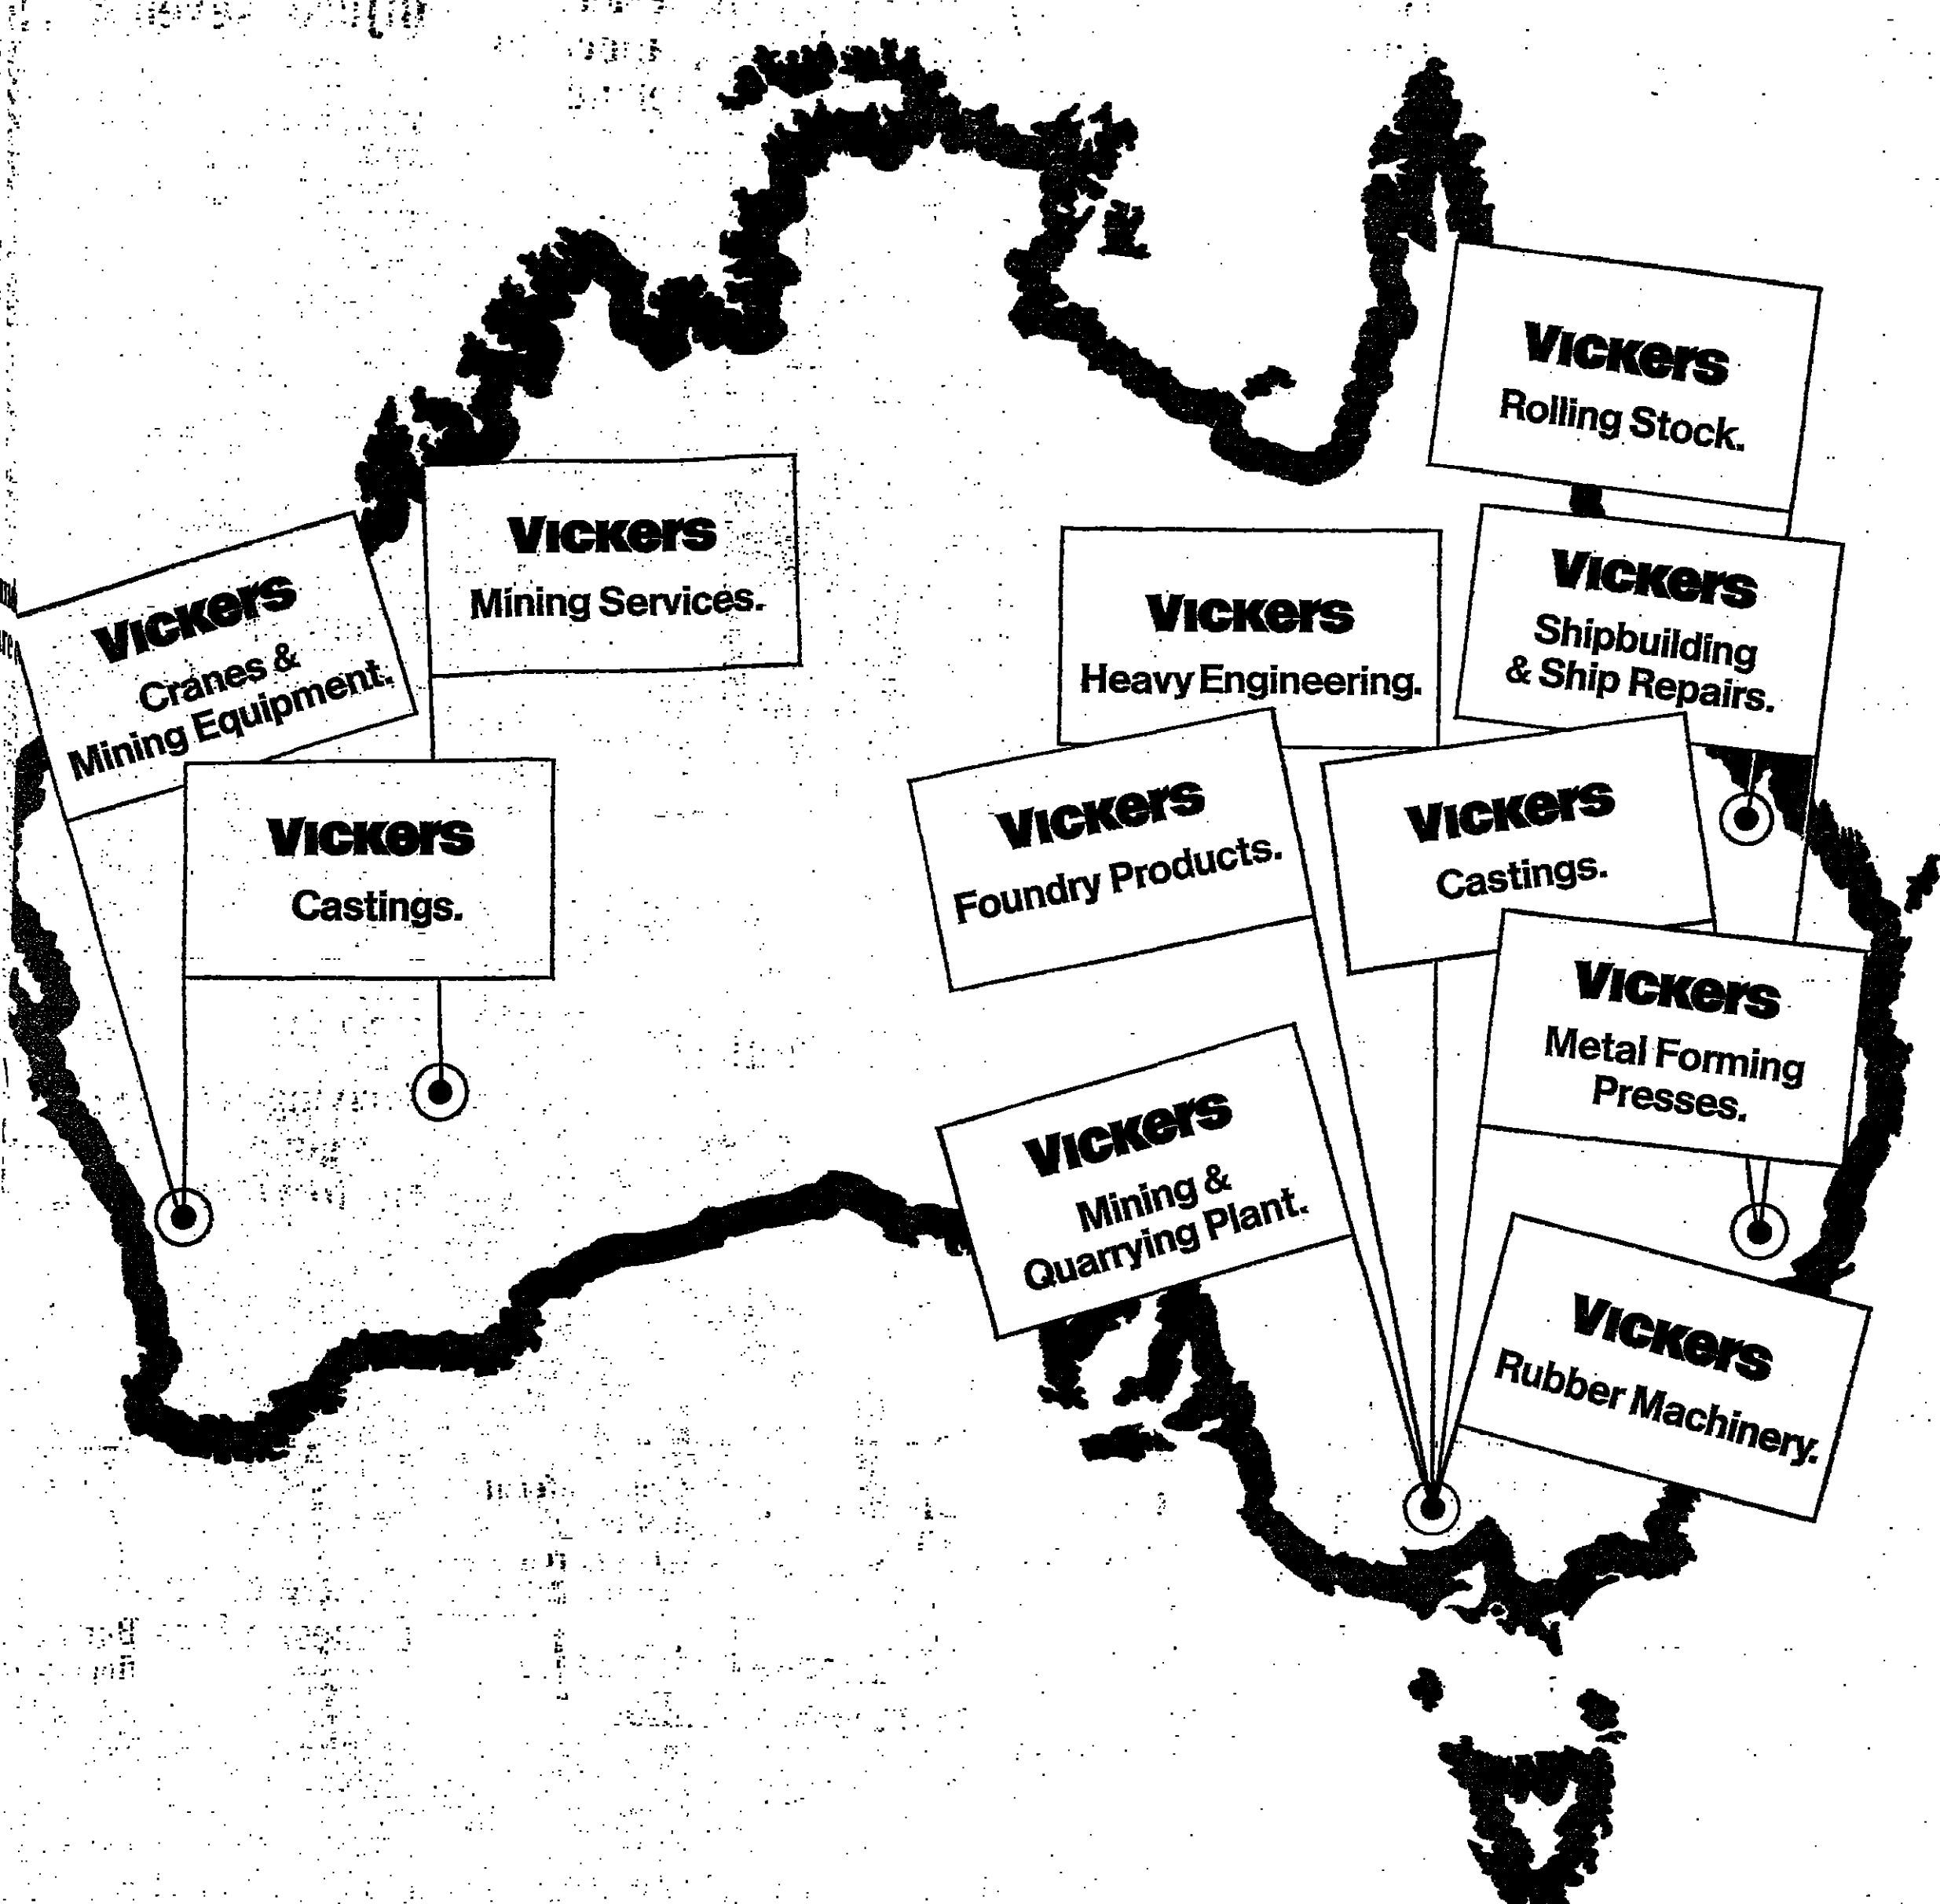 Vickers
Rolling Stock.
Vickers
Mining Services.
Vickers
Cranes &
Mining Equipment.
Vickers
Heavy Engineering.
Vickers
Shipbuilding
& Ship Repairs.
Vickers
Castings.
Vickers
Foundry Products.
Vickers
Castings.
Vickers
Metal Forming
Presses.
Vickers
Mining &
Quarrying Plant.
Vickers
Rubber Machinery.